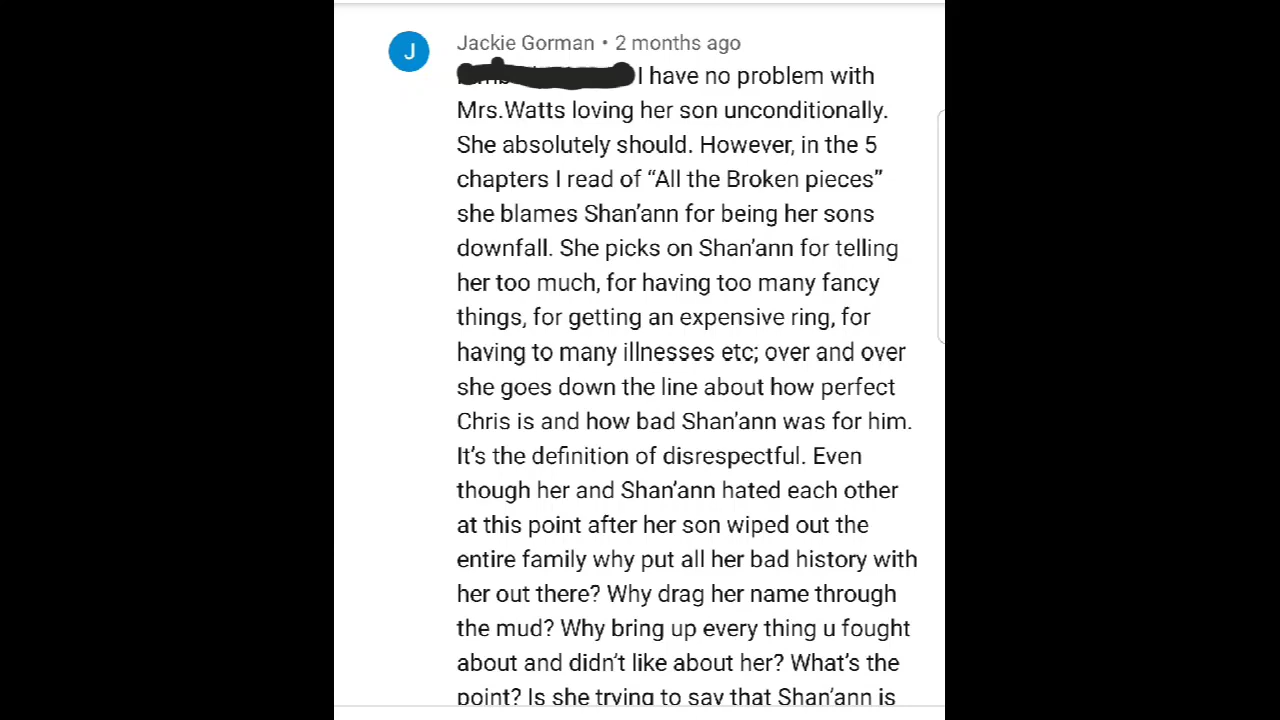 J
Jackie Gorman • 2 months ago
I have no problem with
Mrs.Watts loving her son unconditionally.
She absolutely should. However, in the 5
chapters I read of “All the Broken pieces”
she blames Shan’ann for being her sons
downfall. She picks on Shan’ann for telling
her too much, for having too many fancy
things, for getting an expensive ring, for
having to many illnesses etc; over and over
she goes down the line about how perfect
Chris is and how bad Shan’ann was for him.
It’s the definition of disrespectful. Even
though her and Shan’ann hated each other
at this point after her son wiped out the
entire family why put all her bad history with
her out there? Why drag her name through
the mud? Why bring up every thing u fought
about and didn’t like about her? What’s the
point? Is she trying to say that Shan’ann is